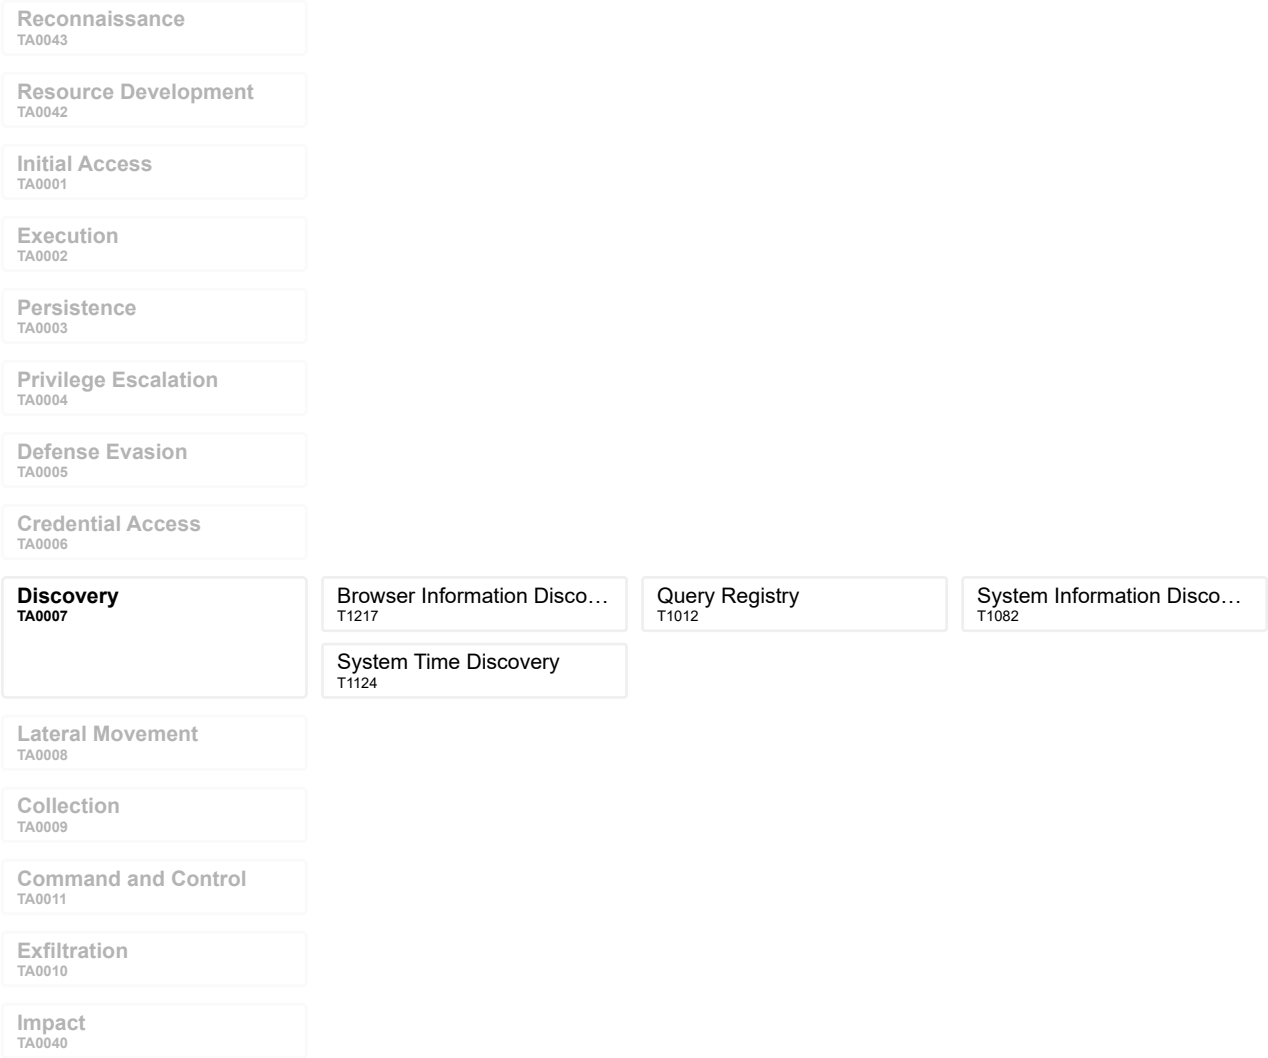 Reconnaissance
TA0043
Resource Development
TA0042
Initial Access
TA0001
Execution
TA0002
Persistence
TA0003
Privilege Escalation
TA0004
Defense Evasion
TA0005
Credential Access
TA0006
Discovery
TA0007
Browser Information Disco…
T1217
Query Registry
T1012
System Information Disco…
T1082
System Time Discovery
T1124
Lateral Movement
TA0008
Collection
TA0009
Command and Control
TA0011
Exfiltration
TA0010
Impact
TA0040